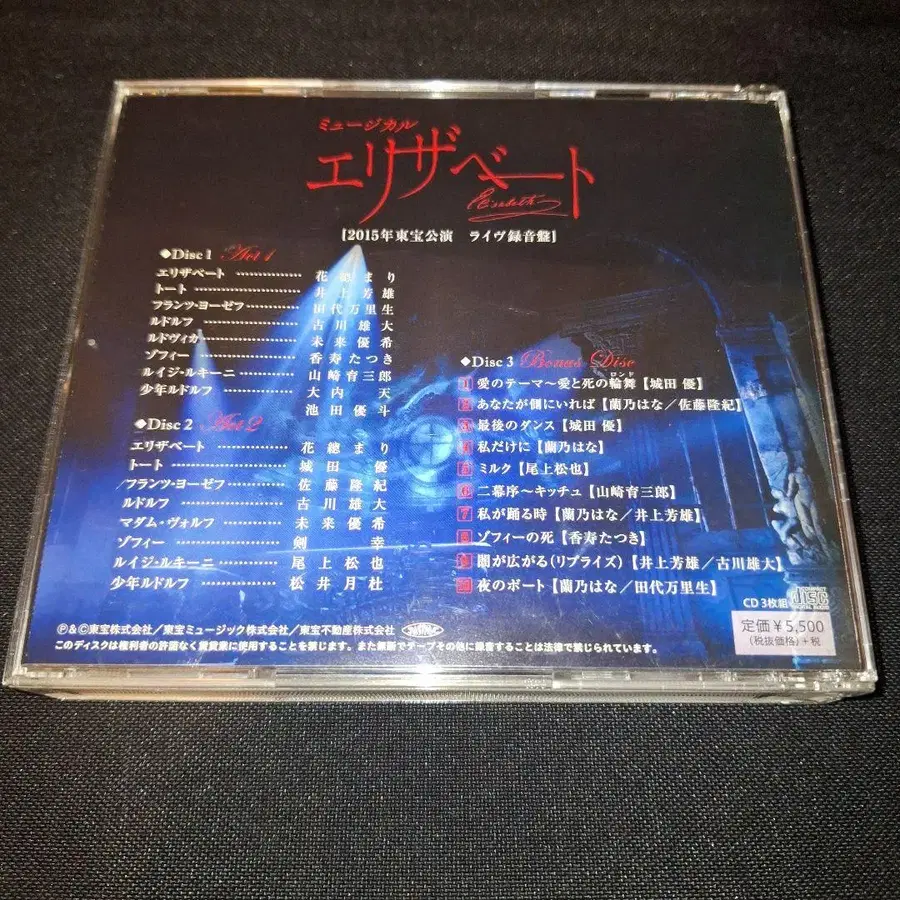 ミュージカル
エリザベート
Elisabeth
【2015年東宝公演 ライヴ録音盤】
◆Disc 1 Act 1
エリザベート …………… 花總まり
トート …………… 井上芳雄
フランツ・ヨーゼフ …………… 田代万里生
ルドルフ …………… 古川雄大
ルドヴィカ …………… 未来優希
ゾフィー …………… 香寿たつき
ルイジ・ルキーニ …………… 山崎育三郎
少年ルドルフ …………… 大内 天
池田優斗
◆Disc 2 Act 2
エリザベート …………… 花總まり
トート …………… 城田 優
フランツ・ヨーゼフ …………… 佐藤隆紀
ルドルフ …………… 古川雄大
マダム・ヴォルフ …………… 未来優希
ゾフィー …………… 剣 幸
ルイジ・ルキーニ …………… 尾上松也
少年ルドルフ …………… 松井月杜
◆Disc 3 Bonus Disc
1 愛のテーマ～愛と死の輪舞【城田 優】
ロンド
2 あなたが側にいれば【蘭乃はな／佐藤隆紀】
3 最後のダンス【城田 優】
4 私だけに【蘭乃はな】
5 ミルク【尾上松也】
6 二幕序～キッチュ【山崎育三郎】
7 私が踊る時【蘭乃はな／井上芳雄】
8 ゾフィーの死【香寿たつき】
9 闇が広がる(リプライズ)【井上芳雄／古川雄大】
10 夜のボート【蘭乃はな／田代万里生】
CD 3枚組
disc
定価￥5,500
(税抜価格)＋税
Ⓟ&Ⓒ東宝株式会社／東宝ミュージック株式会社／東宝不動産株式会社
このディスクは権利者の許諾なく賃貸業に使用することを禁じます。また無断でテープその他に録音することは法律で禁じられています。